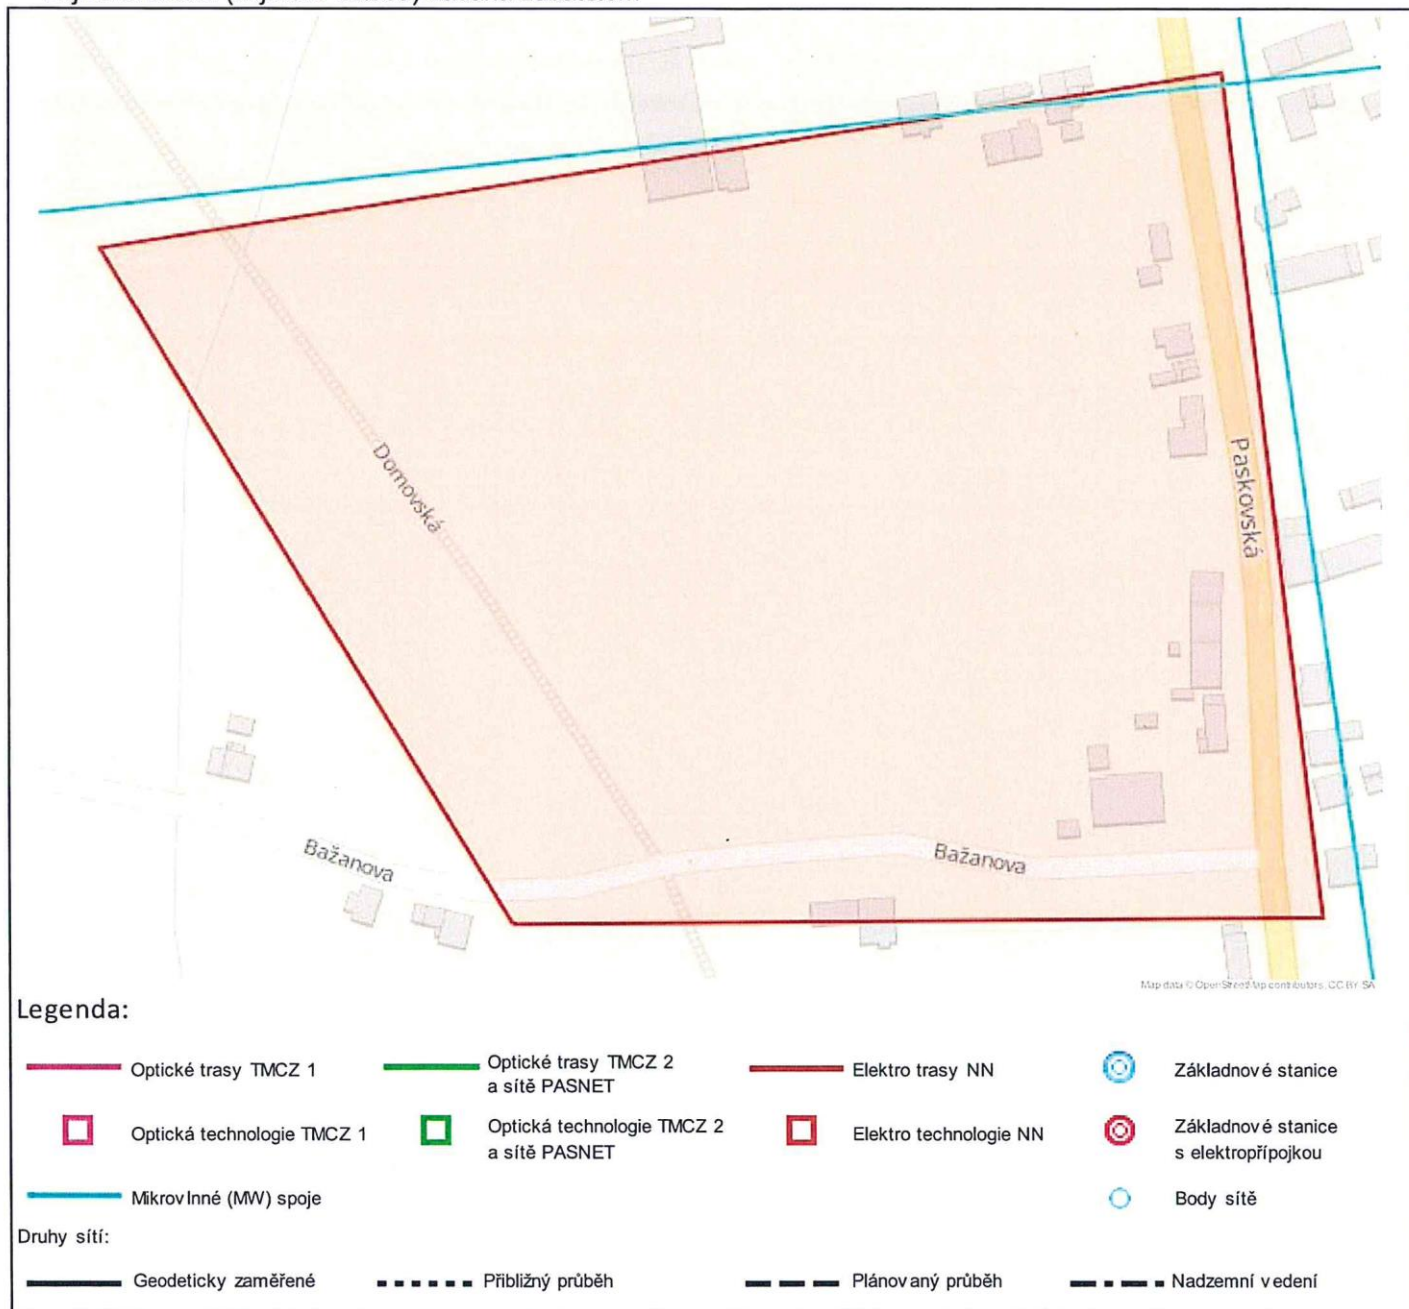 Domovská
Paskovská
Bažanova
Bažanova
Map data © OpenStreetMap contributors, CC BY-SA
Legenda:
Optické trasy TMCZ 1
Optické trasy TMCZ 2
a sítě PASNET
Elektro trasy NN
Základnové stanice
Optická technologie TMCZ 1
Optická technologie TMCZ 2
a sítě PASNET
Elektro technologie NN
Základnové stanice
s elektropřípojkou
Mikrovlnné (MW) spoje
Body sítě
Druhy sítí:
Geodeticky zaměřené
Přibližný průběh
Plánovaný průběh
Nadzemní vedení